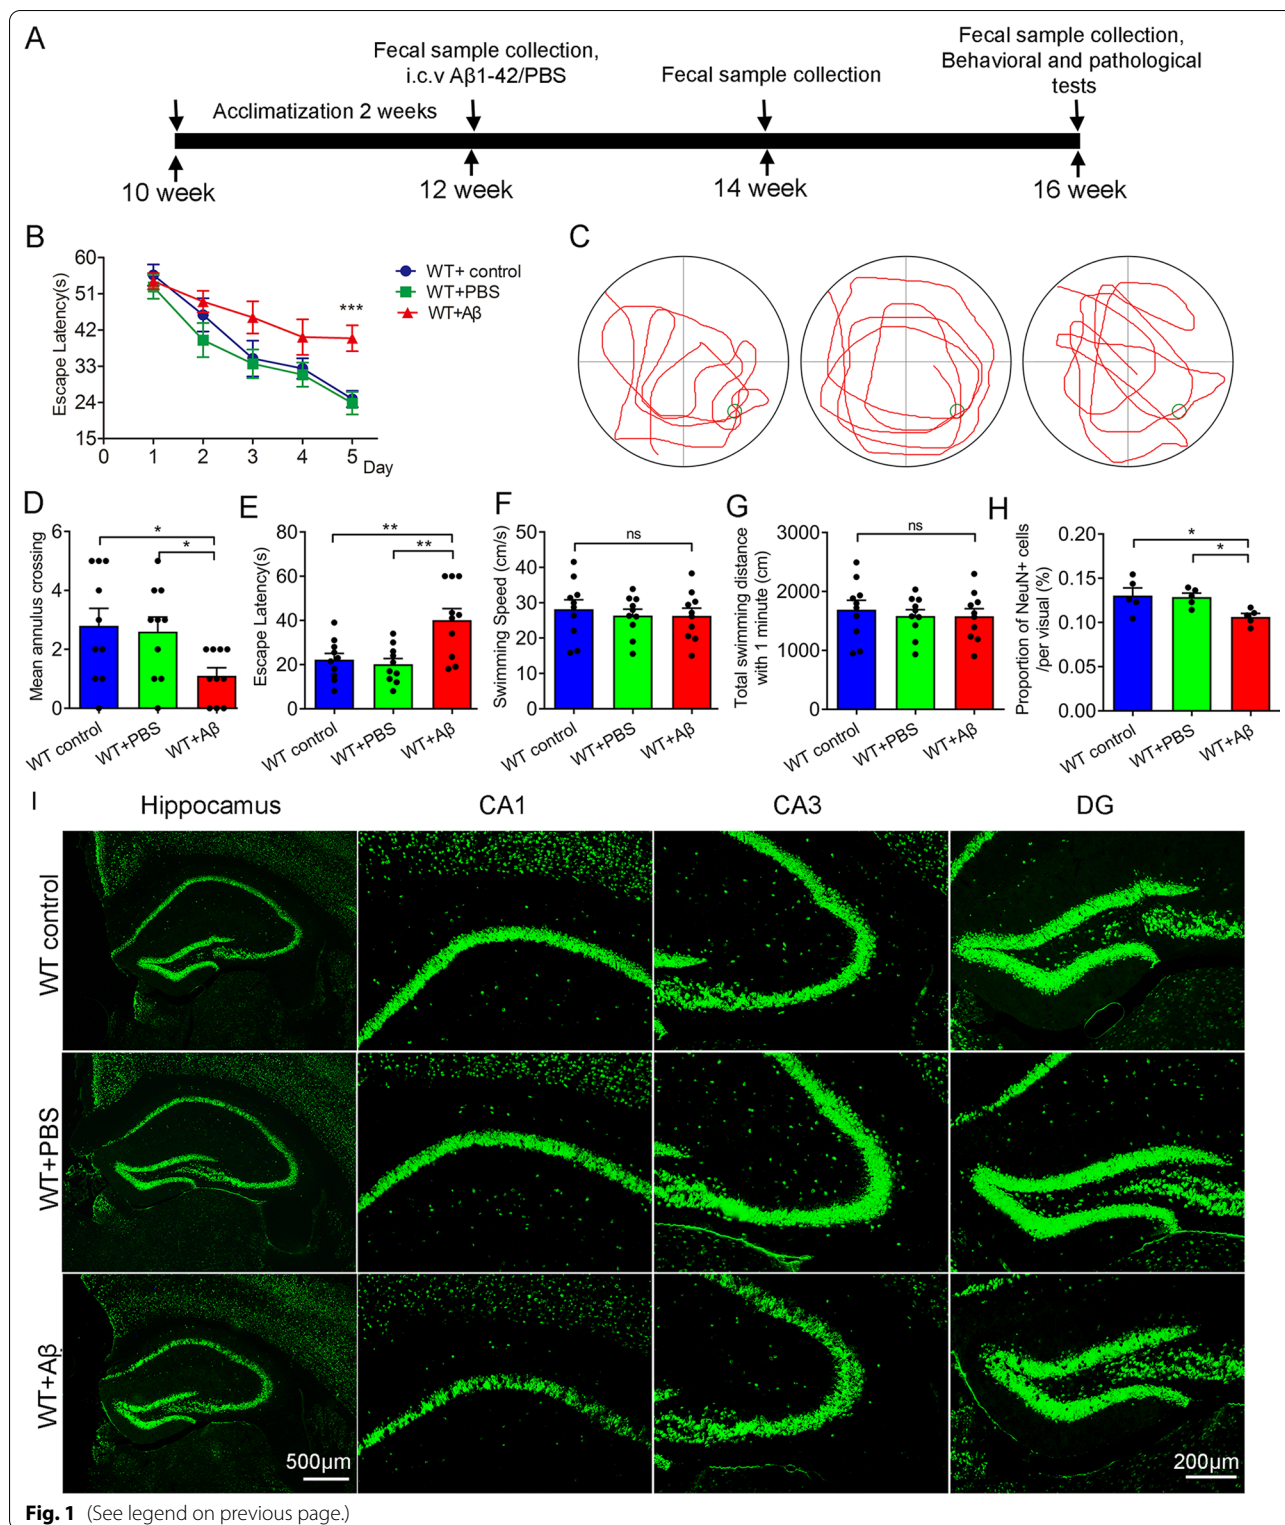 A
Fecal sample collection,
i.c.v Aβ1-42/PBS
Fecal sample collection
Fecal sample collection,
Behavioral and pathological
tests
Acclimatization 2 weeks
10 week
12 week
14 week
16 week
B
Escape Latency(s)
60
51
42
33
24
15
0
1
2
3
4
5
Day
***
WT+ control
WT+PBS
WT+Aβ
C
D
Mean annulus crossing
6
4
2
0
*
*
WT control
WT+PBS
WT+Aβ
E
Escape Latency(s)
80
60
40
20
0
**
**
WT control
WT+PBS
WT+Aβ
F
Swimming Speed (cm/s)
50
40
30
20
10
0
ns
WT control
WT+PBS
WT+Aβ
G
Total swimming distance
with 1 minute (cm)
3000
2000
1000
0
ns
WT control
WT+PBS
WT+Aβ
H
Proportion of NeuN+ cells
/per visual (%)
0.20
0.15
0.10
0.05
0.00
*
*
WT control
WT+PBS
WT+Aβ
I
Hippocamus
CA1
CA3
DG
WT control
WT+PBS
WT+Aβ
500μm
200μm
Fig. 1 (See legend on previous page.)